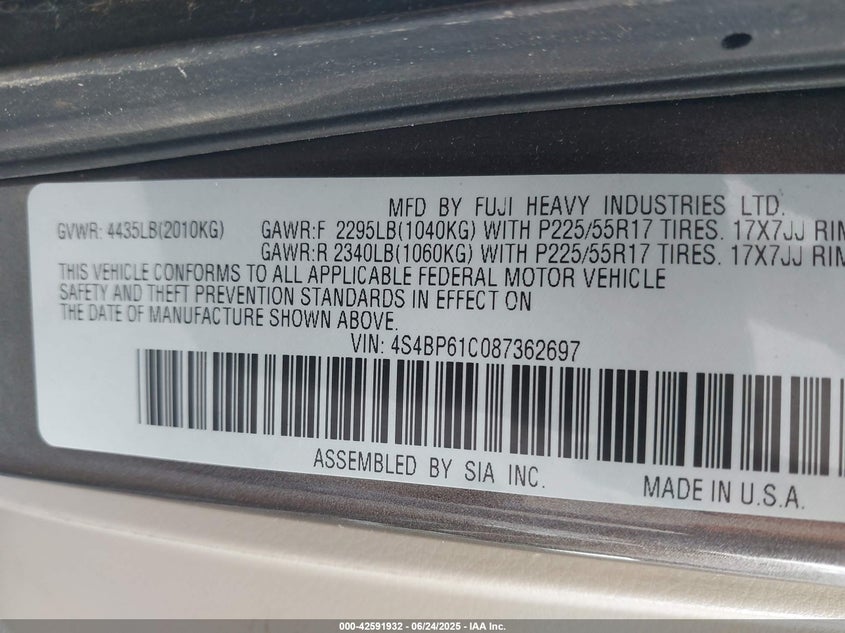 MFD BY FUJI HEAVY INDUSTRIES LTD.
GVWR: 4435LB(2010KG) GAWR:F 2295LB(1040KG) WITH P225/55R17 TIRES. 17X7JJ RIM
GAWR:R 2340LB(1060KG) WITH P225/55R17 TIRES. 17X7JJ RIM
THIS VEHICLE CONFORMS TO ALL APPLICABLE FEDERAL MOTOR VEHICLE
SAFETY AND THEFT PREVENTION STANDARDS IN EFFECT ON
THE DATE OF MANUFACTURE SHOWN ABOVE.
VIN: 4S4BP61C087362697
ASSEMBLED BY SIA INC.
MADE IN U.S.A.
000-42591932 - 06/24/2025 - IAA Inc.